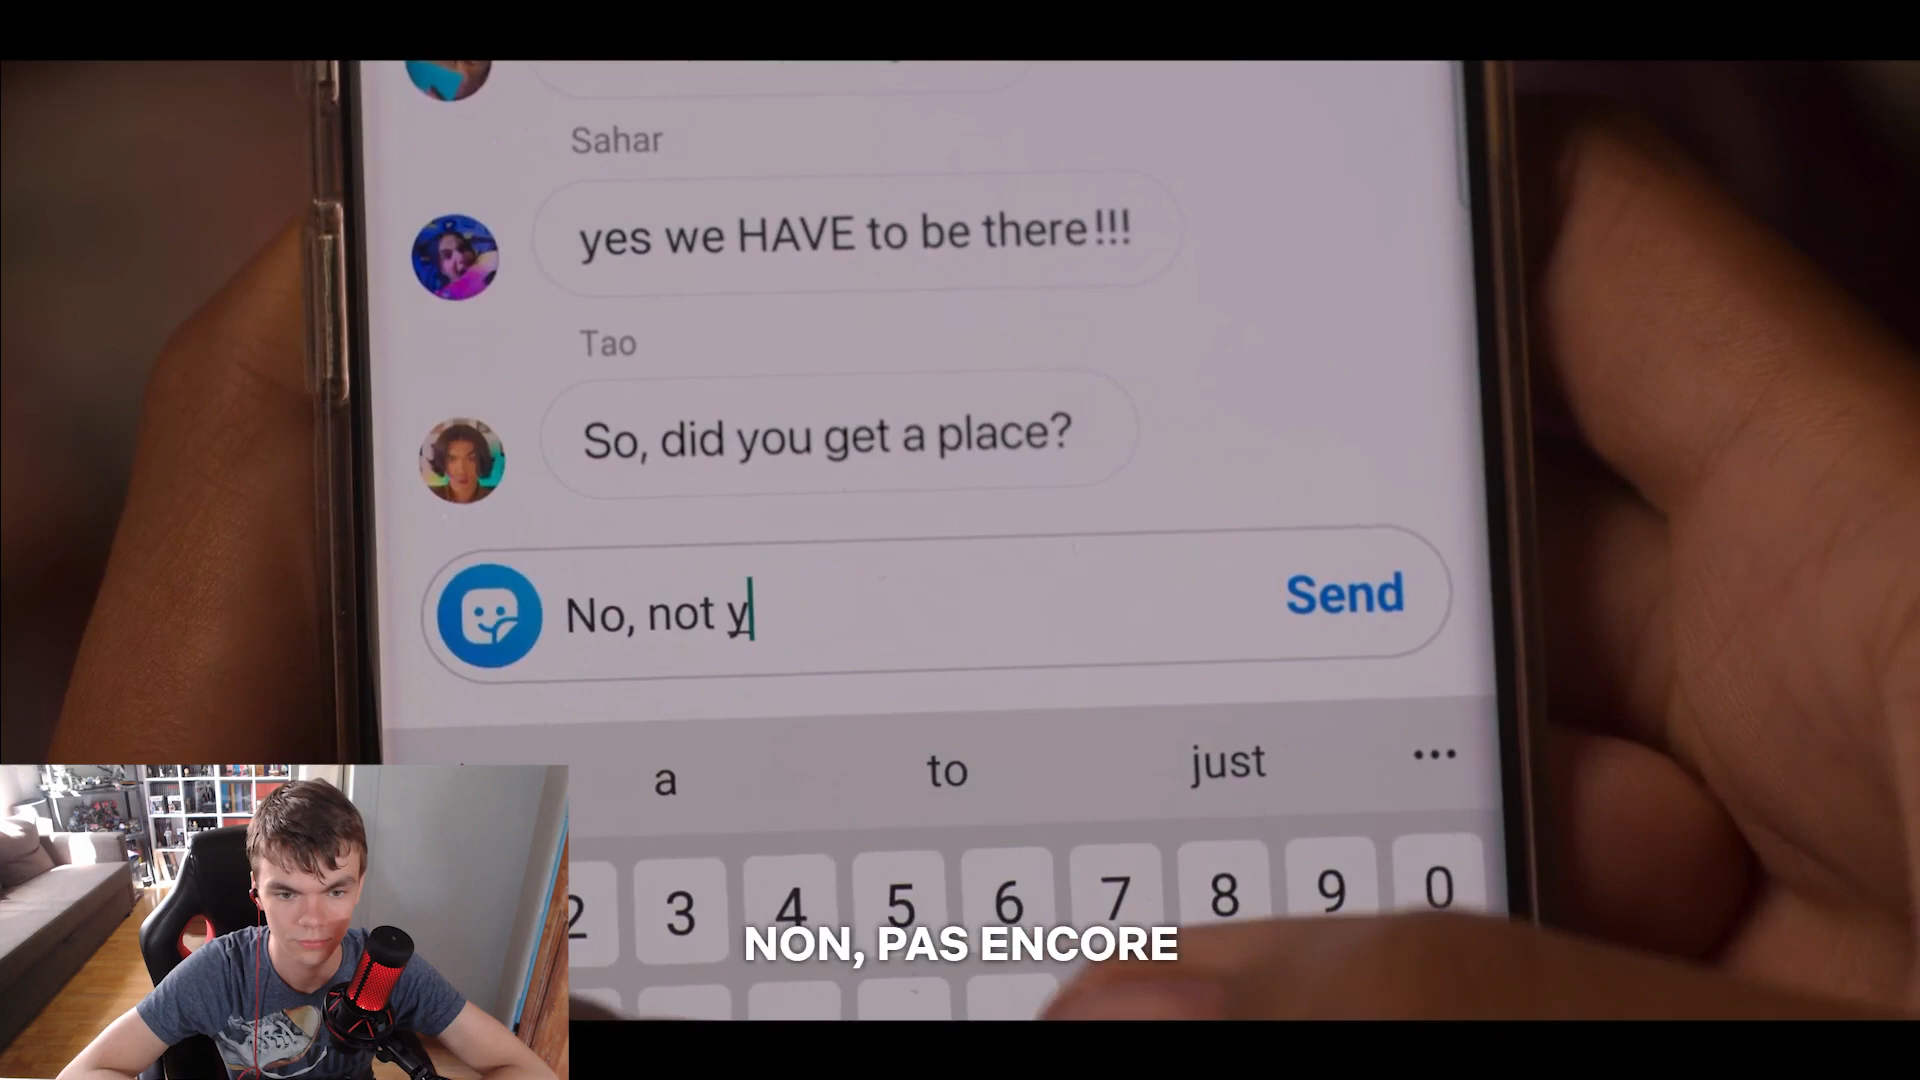 Sahar
yes we HAVE to be there!!!
Tao
So, did you get a place?
No, not y
Send
a
to
just
2 3 4 5 6 7 8 9 0
NON, PAS ENCORE